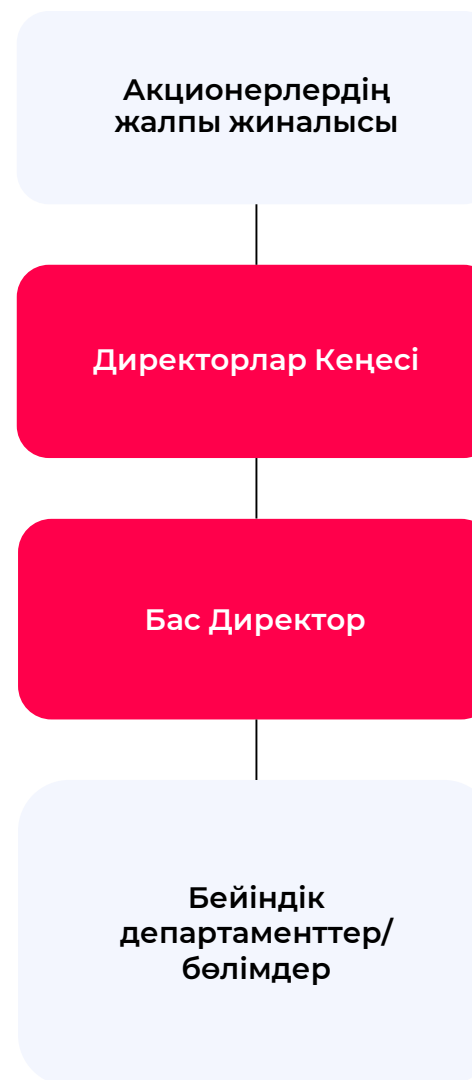 Акционерлердің
жалпы жиналысы
Директорлар Кеңесі
Бас Директор
Бейіндік
департаменттер/
бөлімдер